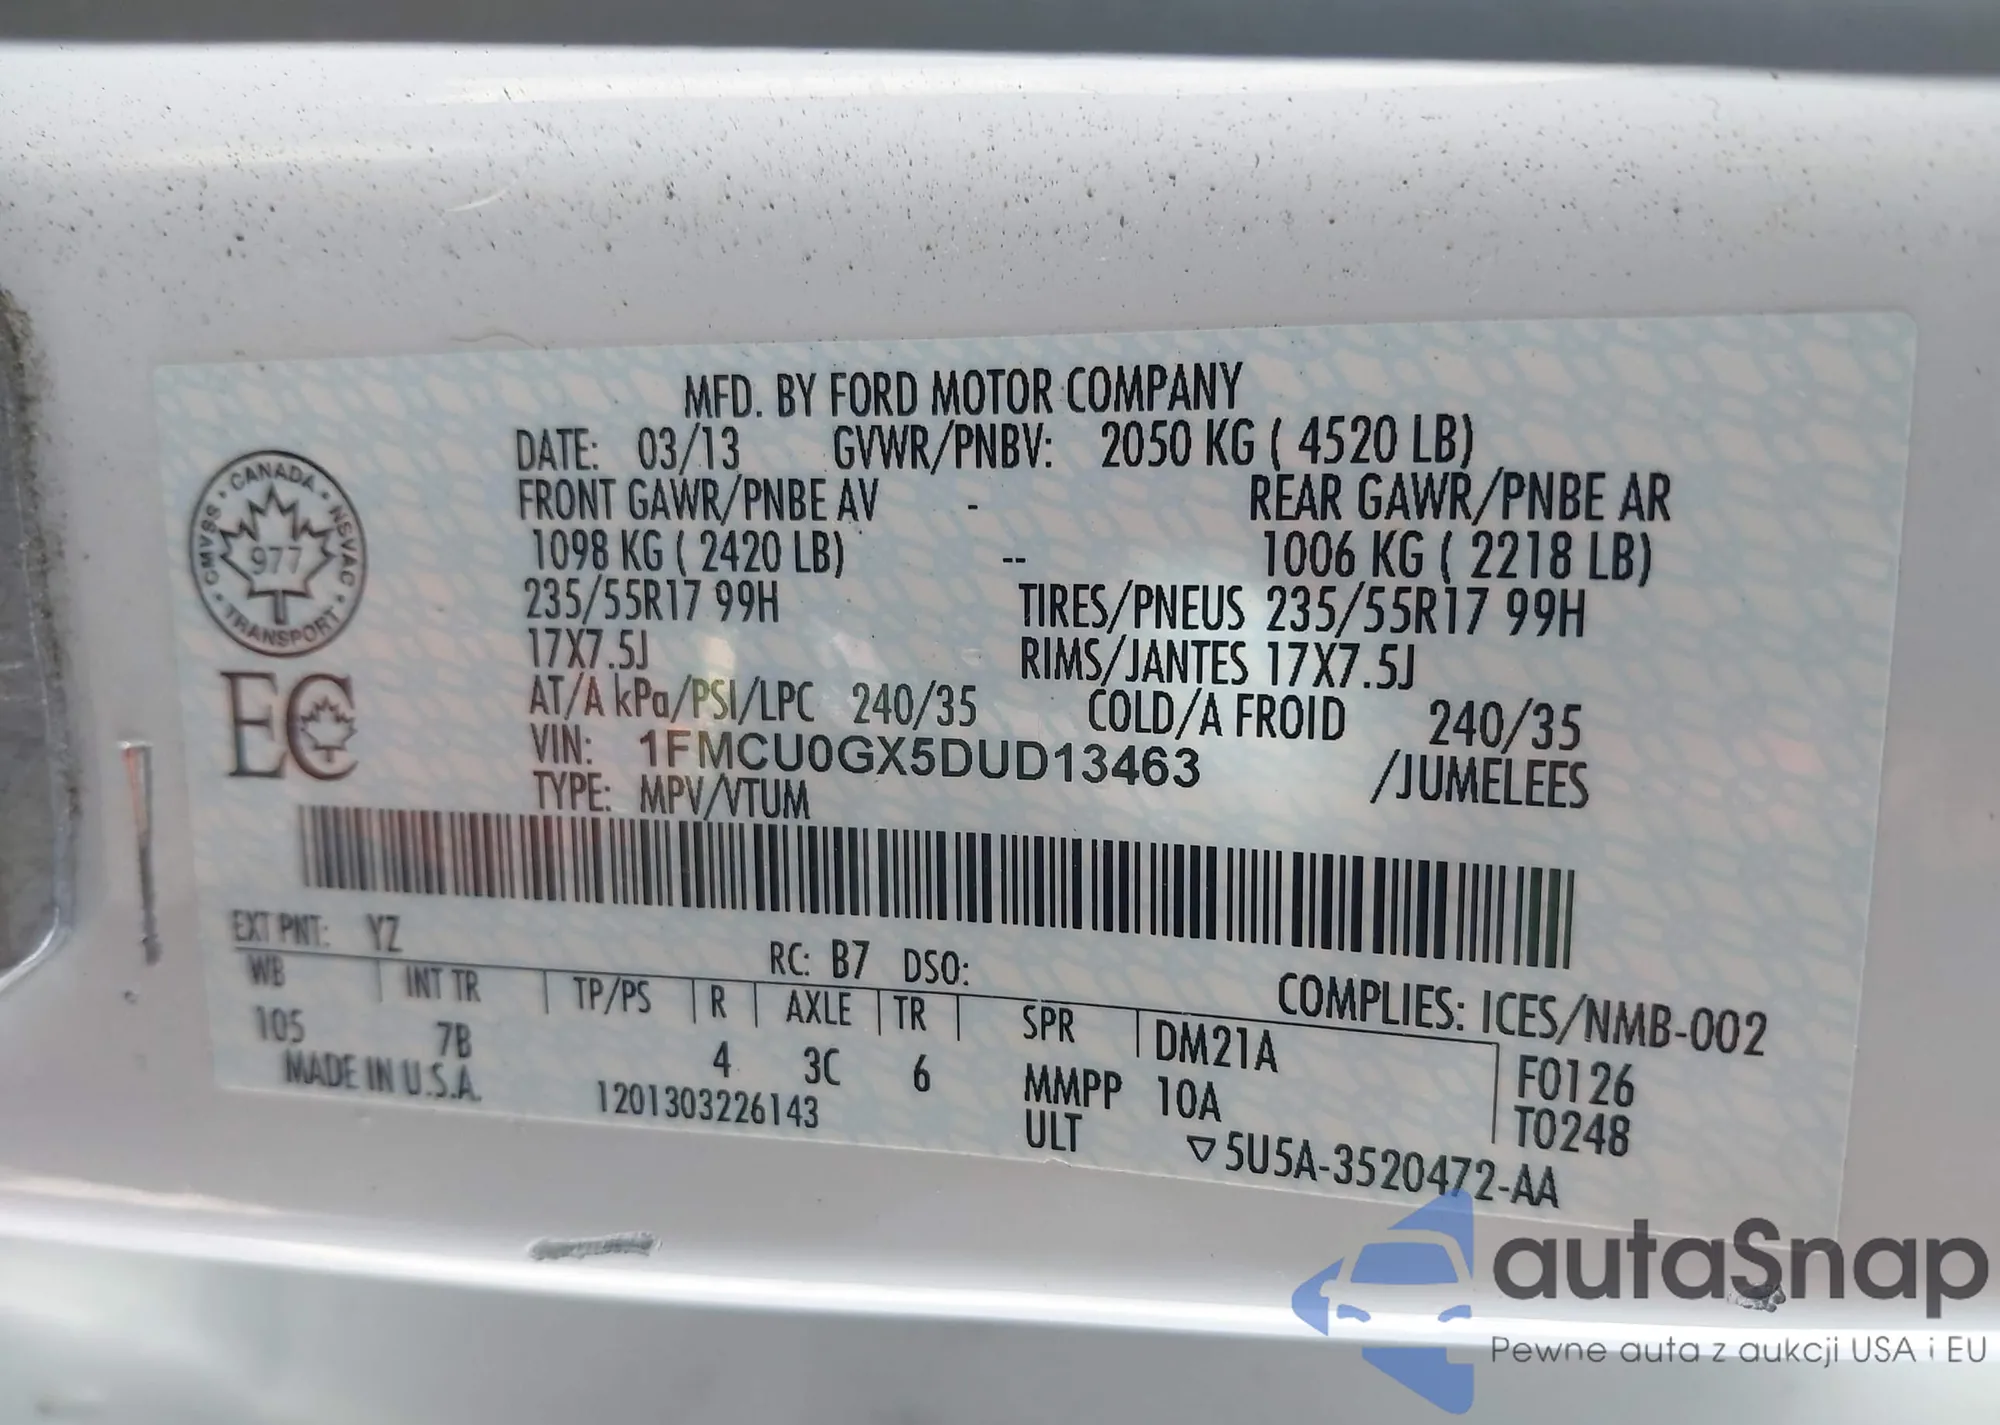 MFD. BY FORD MOTOR COMPANY
DATE: 03/13 GVWR/PNBV: 2050 KG ( 4520 LB)
FRONT GAWR/PNBE AV - REAR GAWR/PNBE AR
1098 KG ( 2420 LB) -- 1006 KG ( 2218 LB)
235/55R17 99H TIRES/PNEUS 235/55R17 99H
17X7.5J RIMS/JANTES 17X7.5J
AT/A kPa/PSI/LPC 240/35 COLD/A FROID 240/35
VIN: 1FMCU0GX5DUD13463 /JUMELEES
TYPE: MPV/VTUM
CANADA
CMVSS · NSVAC
977
TRANSPORT
EC
EXT PNT: YZ RC: B7 DSO:
WB INT TR TP/PS R AXLE TR SPR DM21A
COMPLIES: ICES/NMB-002
105 7B 4 3C 6 MMPP 10A F0126
MADE IN U.S.A. 1201303226143 ULT T0248
▽5U5A-3520472-AA
autaSnap
Pewne auta z aukcji USA i EU